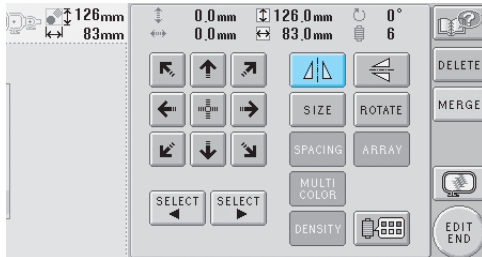 126mm
83mm
0.0mm 126.0mm 0°
0.0mm 83.0mm 6
DELETE
SIZE ROTATE MERGE
SPACING ARRAY
MULTI
COLOR
SELECT SELECT
DENSITY
EDIT
END